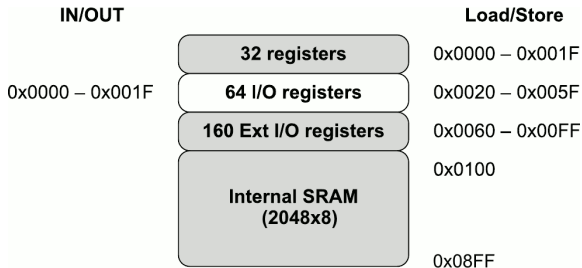 IN/OUT
Load/Store
32 registers
0x0000 – 0x001F
0x0000 – 0x001F
64 I/O registers
0x0020 – 0x005F
160 Ext I/O registers
0x0060 – 0x00FF
0x0100
Internal SRAM
(2048x8)
0x08FF